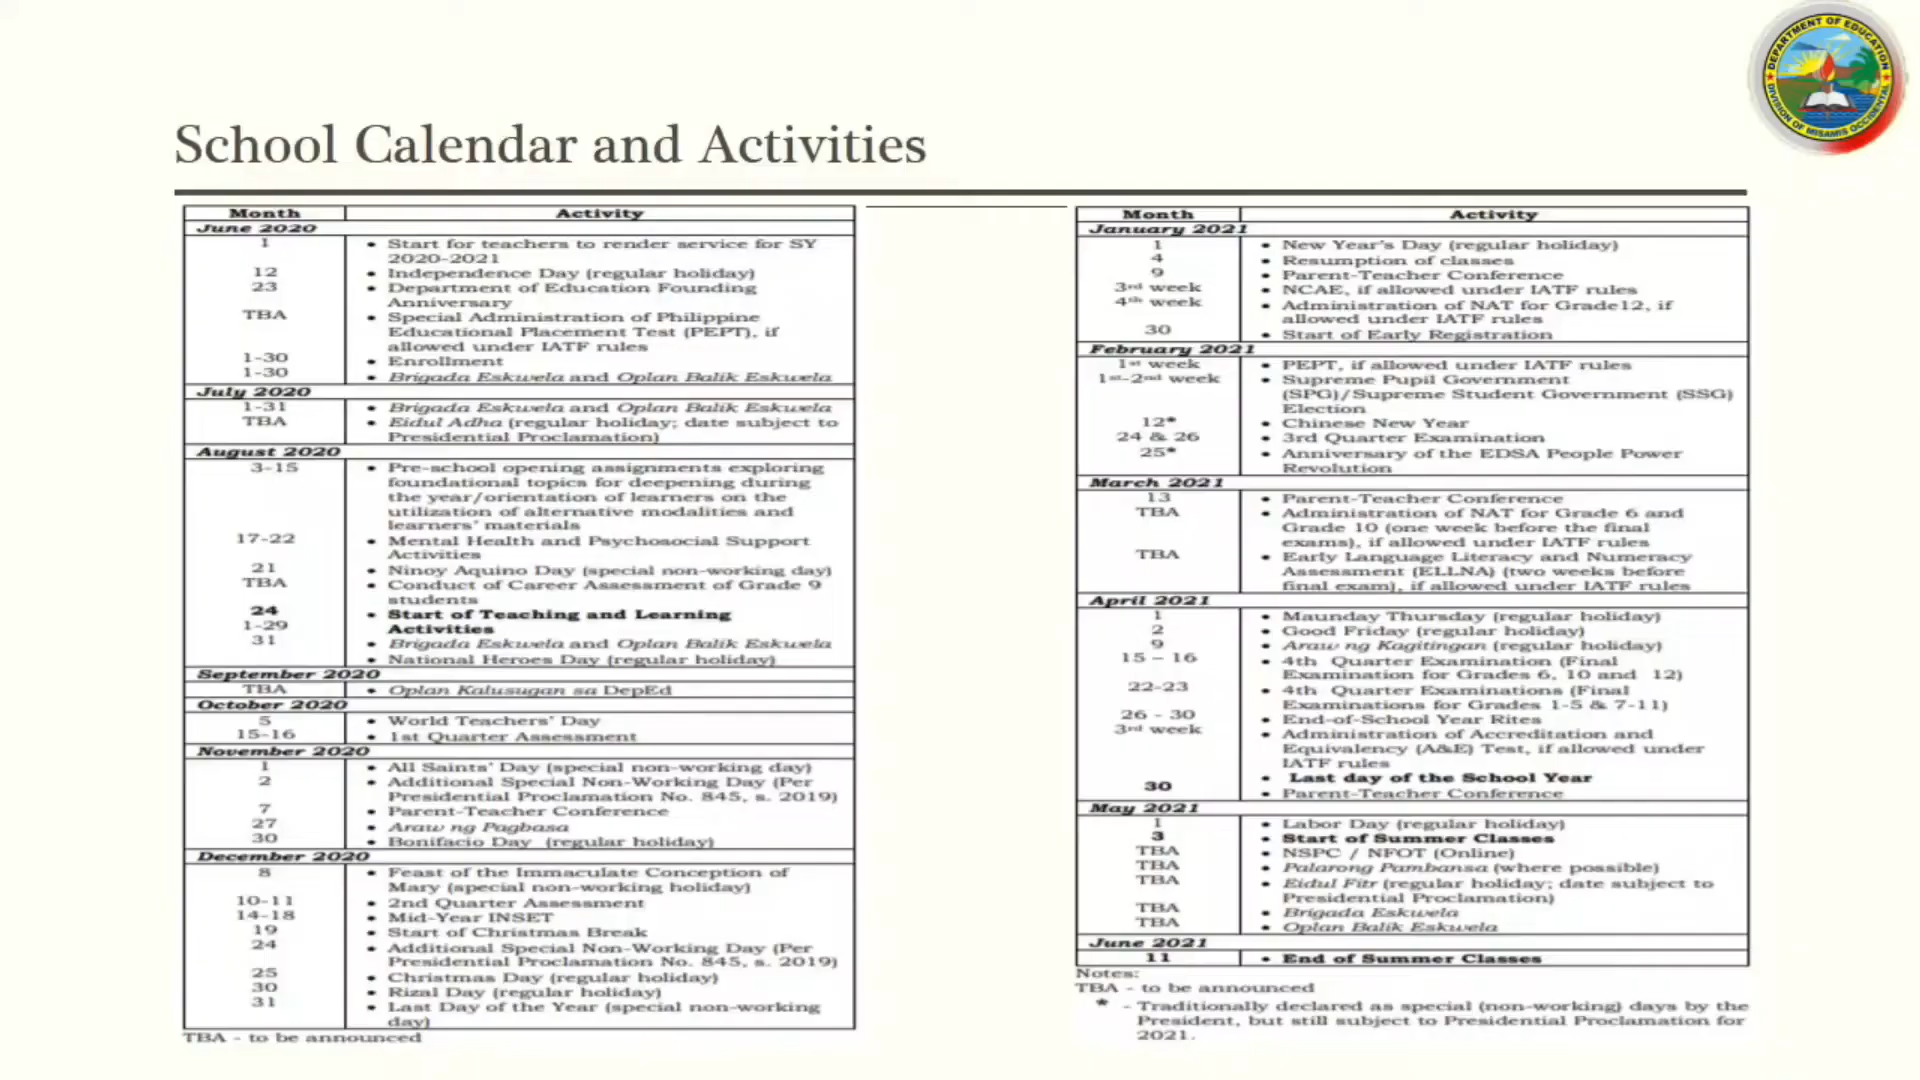 School Calendar and Activities
DEPARTMENT OF EDUCATION
DIVISION OF MISAMIS OCCIDENTAL
Month Activity
June 2020
1 • Start for teachers to render service for SY
2020-2021
12 • Independence Day (regular holiday)
23 • Department of Education Founding
Anniversary
TBA • Special Administration of Philippine
Educational Placement Test (PEPT), if
allowed under IATF rules
1-30 • Enrollment
1-30 • Brigada Eskwela and Oplan Balik Eskwela
July 2020
1-31 • Brigada Eskwela and Oplan Balik Eskwela
TBA • Eidul Adha (regular holiday; date subject to
Presidential Proclamation)
August 2020
3-15 • Pre-school opening assignments exploring
foundational topics for deepening during
the year/orientation of learners on the
utilization of alternative modalities and
learners' materials
17-22 • Mental Health and Psychosocial Support
Activities
21 • Ninoy Aquino Day (special non-working day)
TBA • Conduct of Career Assessment of Grade 9
students
24 • Start of Teaching and Learning
1-29 Activities
31 • Brigada Eskwela and Oplan Balik Eskwela
• National Heroes Day (regular holiday)
September 2020
TBA • Oplan Kalusugan sa DepEd
October 2020
5 • World Teachers' Day
15-16 • 1st Quarter Assessment
November 2020
1 • All Saints' Day (special non-working day)
2 • Additional Special Non-Working Day (Per
Presidential Proclamation No. 845, s. 2019)
7 • Parent-Teacher Conference
27 • Araw ng Pagbasa
30 • Bonifacio Day (regular holiday)
December 2020
8 • Feast of the Immaculate Conception of
Mary (special non-working holiday)
10-11 • 2nd Quarter Assessment
14-18 • Mid-Year INSET
19 • Start of Christmas Break
24 • Additional Special Non-Working Day (Per
Presidential Proclamation No. 845, s. 2019)
25 • Christmas Day (regular holiday)
30 • Rizal Day (regular holiday)
31 • Last Day of the Year (special non-working
day)
TBA - to be announced
Month Activity
January 2021
1 • New Year's Day (regular holiday)
4 • Resumption of classes
9 • Parent-Teacher Conference
3rd week • NCAE, if allowed under IATF rules
4th week • Administration of NAT for Grade12, if
allowed under IATF rules
30 • Start of Early Registration
February 2021
1st week • PEPT, if allowed under IATF rules
1st-2nd week • Supreme Pupil Government
(SPG)/Supreme Student Government (SSG)
Election
12* • Chinese New Year
24 & 26 • 3rd Quarter Examination
25* • Anniversary of the EDSA People Power
Revolution
March 2021
13 • Parent-Teacher Conference
TBA • Administration of NAT for Grade 6 and
Grade 10 (one week before the final
exams), if allowed under IATF rules
TBA • Early Language Literacy and Numeracy
Assessment (ELLNA) (two weeks before
final exam), if allowed under IATF rules
April 2021
1 • Maunday Thursday (regular holiday)
2 • Good Friday (regular holiday)
9 • Araw ng Kagitingan (regular holiday)
15 – 16 • 4th Quarter Examination (Final
Examination for Grades 6, 10 and 12)
22-23 • 4th Quarter Examinations (Final
Examinations for Grades 1-5 & 7-11)
26 - 30 • End-of-School Year Rites
3rd week • Administration of Accreditation and
Equivalency (A&E) Test, if allowed under
IATF rules
30 • Last day of the School Year
• Parent-Teacher Conference
May 2021
1 • Labor Day (regular holiday)
3 • Start of Summer Classes
TBA • NSPC / NFOT (Online)
TBA • Palarong Pambansa (where possible)
TBA • Eidul Fitr (regular holiday; date subject to
Presidential Proclamation)
TBA • Brigada Eskwela
TBA • Oplan Balik Eskwela
June 2021
11 • End of Summer Classes
Notes:
TBA - to be announced
* - Traditionally declared as special (non-working) days by the
President, but still subject to Presidential Proclamation for
2021.